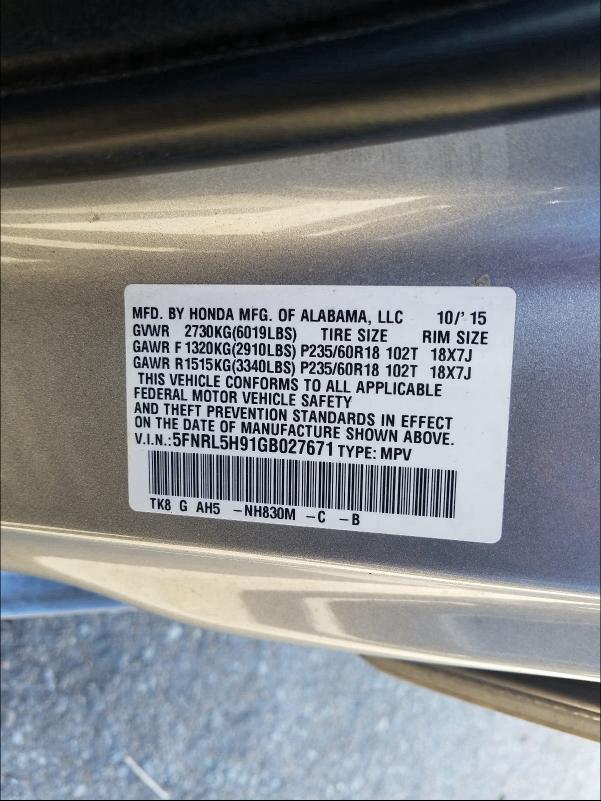 MFD. BY HONDA MFG. OF ALABAMA, LLC 10/'15
GVWR 2730KG(6019LBS) TIRE SIZE RIM SIZE
GAWR F 1320KG(2910LBS) P235/60R18 102T 18X7J
GAWR R1515KG(3340LBS) P235/60R18 102T 18X7J
THIS VEHICLE CONFORMS TO ALL APPLICABLE
FEDERAL MOTOR VEHICLE SAFETY
AND THEFT PREVENTION STANDARDS IN EFFECT
ON THE DATE OF MANUFACTURE SHOWN ABOVE.
V.I.N.:5FNRL5H91GB027671 TYPE: MPV
TK8 G AH5 -NH830M -C -B